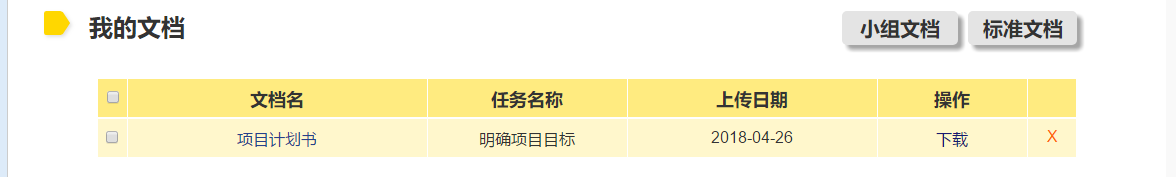 我的文档 小组文档 标准文档
文档名 任务名称 上传日期 操作
项目计划书 明确项目目标 2018-04-26 下载 X